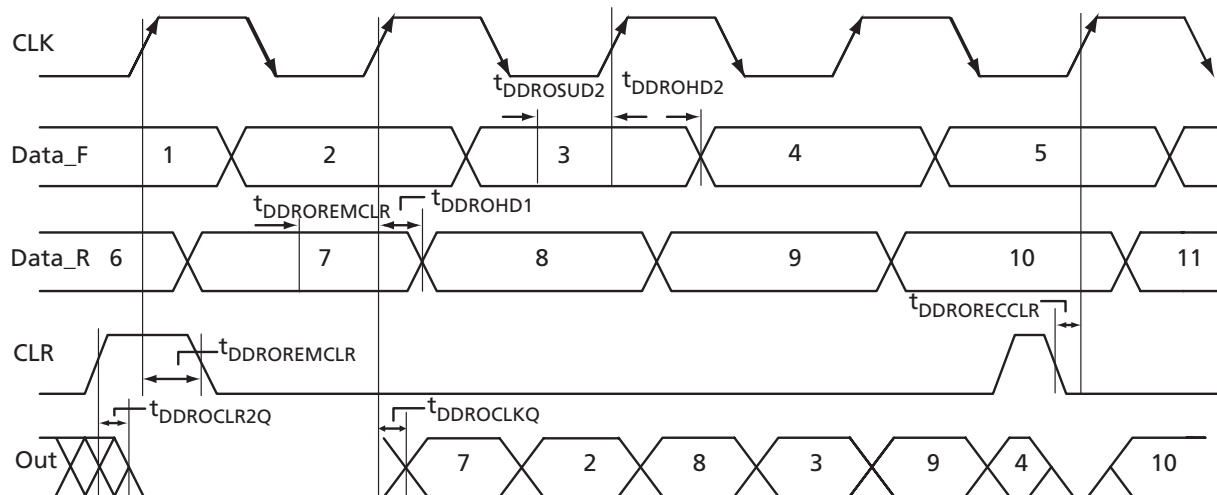 CLK
tDDROSUD2 tDDROHD2
Data_F 1 2 3 4 5
tDDROREMCLR tDDROHD1
Data_R 6 7 8 9 10 11
tDDRORECCLR
CLR tDDROREMCLR
tDDROCLR2Q tDDROCLKQ
Out 7 2 8 3 9 4 10